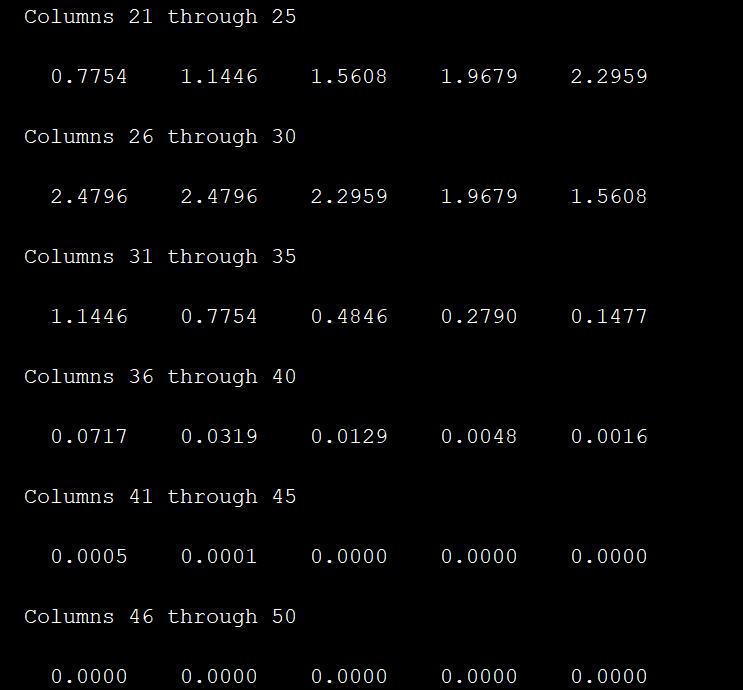 Columns 21 through 25
0.7754 1.1446 1.5608 1.9679 2.2959
Columns 26 through 30
2.4796 2.4796 2.2959 1.9679 1.5608
Columns 31 through 35
1.1446 0.7754 0.4846 0.2790 0.1477
Columns 36 through 40
0.0717 0.0319 0.0129 0.0048 0.0016
Columns 41 through 45
0.0005 0.0001 0.0000 0.0000 0.0000
Columns 46 through 50
0.0000 0.0000 0.0000 0.0000 0.0000